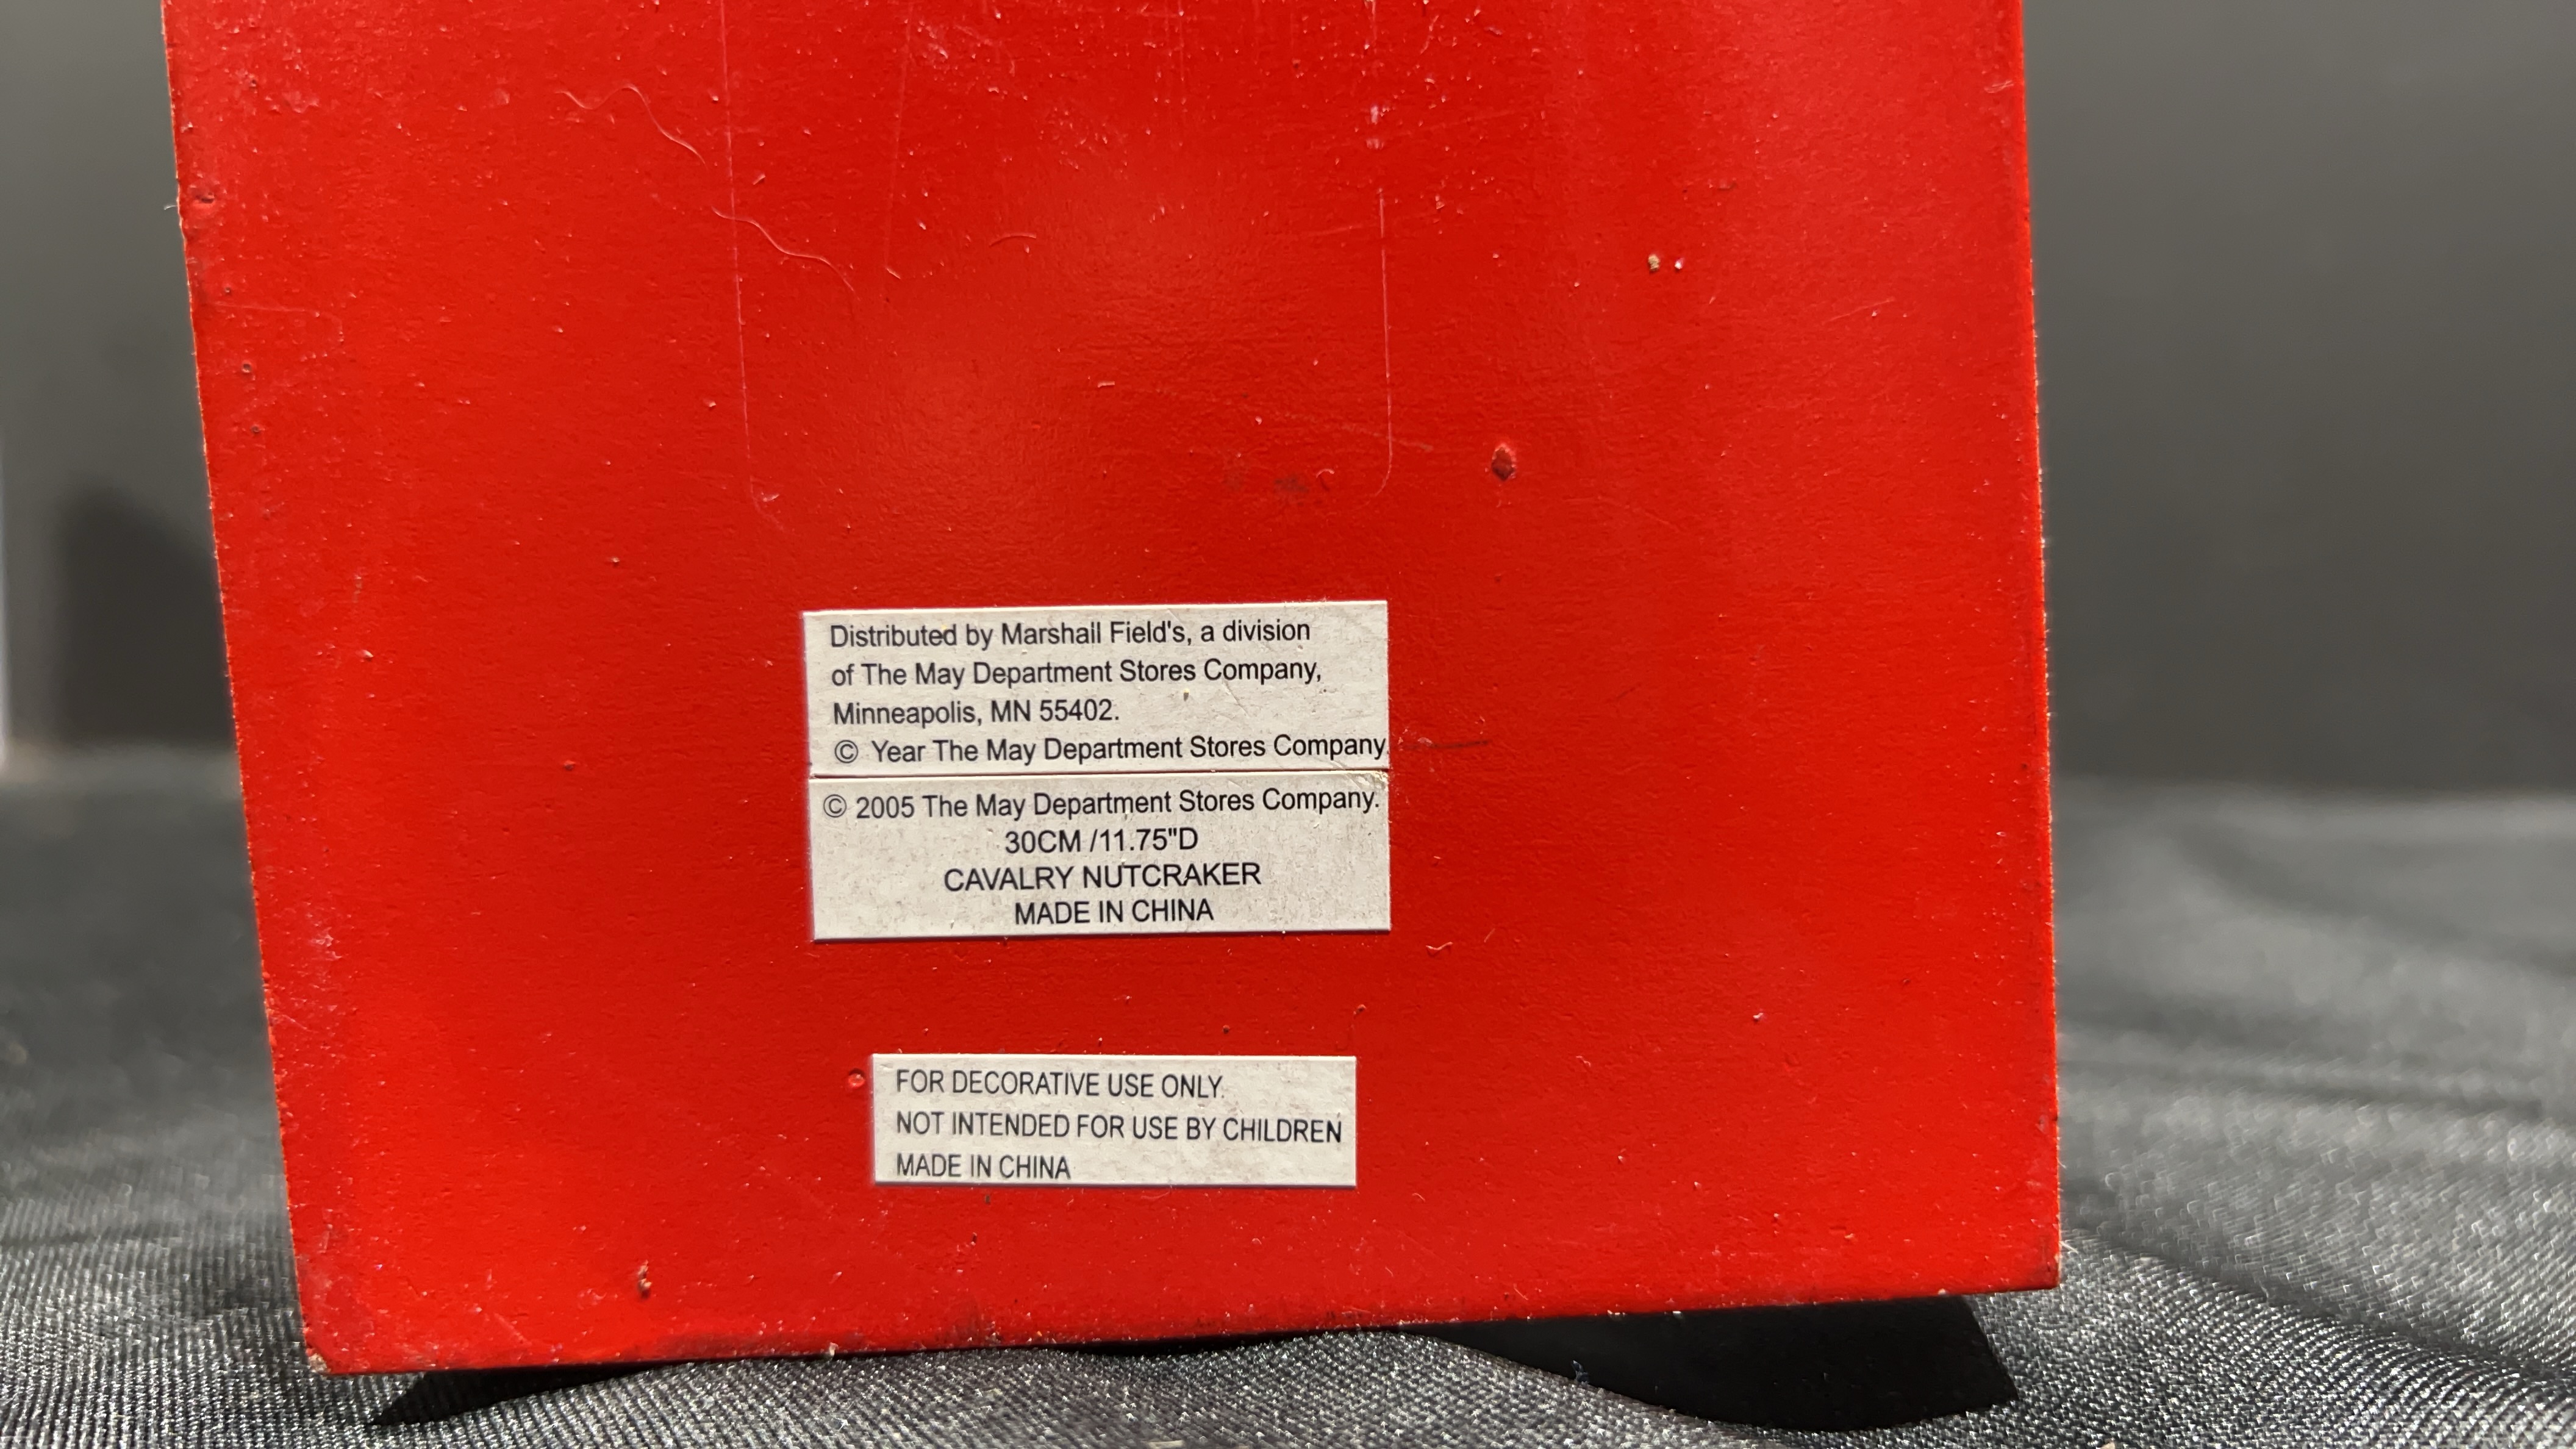 Distributed by Marshall Field's, a division
of The May Department Stores Company,
Minneapolis, MN 55402.
© Year The May Department Stores Company.
© 2005 The May Department Stores Company.
30CM /11.75"D
CAVALRY NUTCRAKER
MADE IN CHINA
FOR DECORATIVE USE ONLY.
NOT INTENDED FOR USE BY CHILDREN
MADE IN CHINA